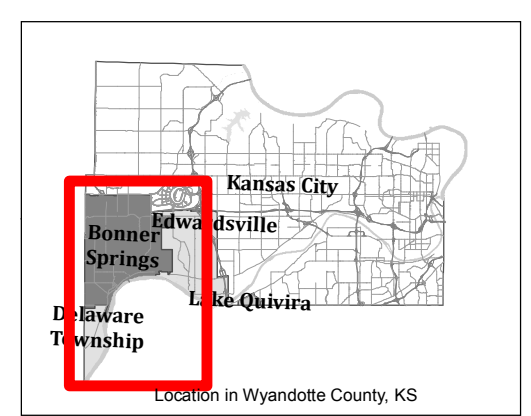 Kansas City
Edwardsville
Bonner
Springs
Lake Quivira
Delaware
Township
Location in Wyandotte County, KS